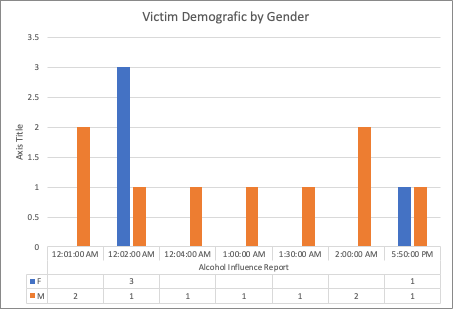 Victim Demografic by Gender
3.5
3
2.5
2
1.5
1
0.5
0
Axis Title
12:01:00 AM 12:02:00 AM 12:04:00 AM 1:00:00 AM 1:30:00 AM 2:00:00 AM 5:50:00 PM
Alcohol Influence Report
F 3 1
M 2 1 1 1 1 2 1